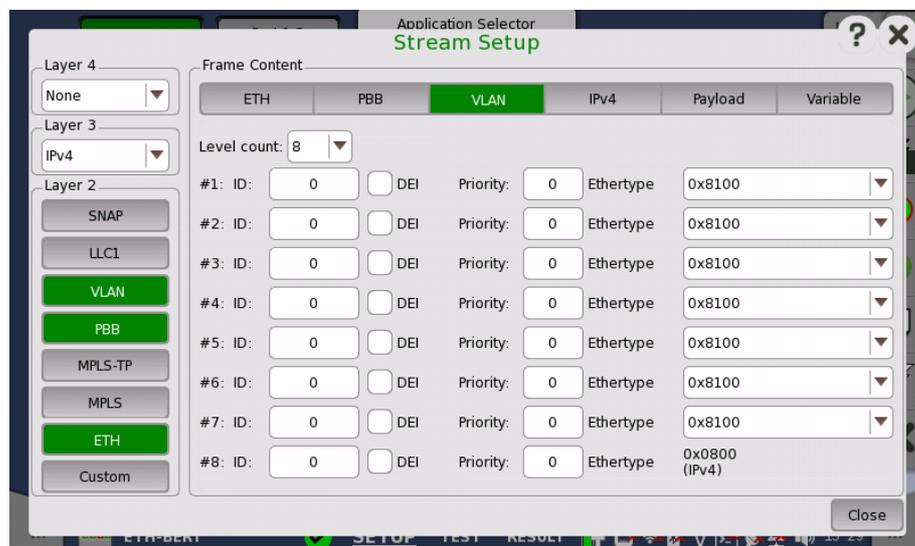 Application Selector
Stream Setup
? X
Layer 4
None
Layer 3
IPv4
Layer 2
SNAP
LLC1
VLAN
PBB
MPLS-TP
MPLS
ETH
Custom
Frame Content
ETH PBB VLAN IPv4 Payload Variable
Level count: 8
#1: ID: 0 DEI Priority: 0 Ethertype 0x8100
#2: ID: 0 DEI Priority: 0 Ethertype 0x8100
#3: ID: 0 DEI Priority: 0 Ethertype 0x8100
#4: ID: 0 DEI Priority: 0 Ethertype 0x8100
#5: ID: 0 DEI Priority: 0 Ethertype 0x8100
#6: ID: 0 DEI Priority: 0 Ethertype 0x8100
#7: ID: 0 DEI Priority: 0 Ethertype 0x8100
#8: ID: 0 DEI Priority: 0 Ethertype 0x0800
(IPv4)
Close
ETH-BERT SETUP TEST RESULT